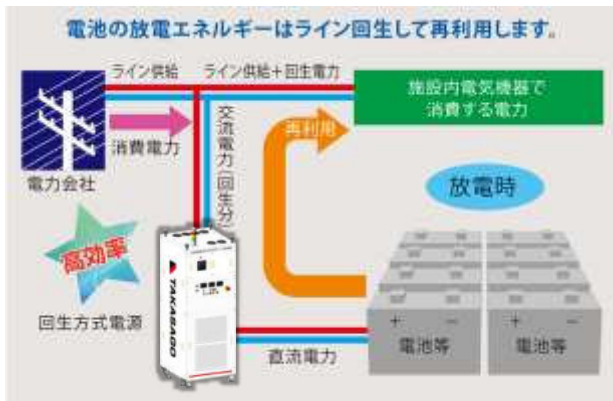 電池の放電エネルギーはライン回生して再利用します。
ライン供給
ライン供給+回生電力
施設内電気機器で
消費する電力
消費電力
電力会社
交流電力(回生分)
再利用
放電時
高効率
回生方式電源
TAKASAGO
直流電力
+ −
電池等
+ −
電池等